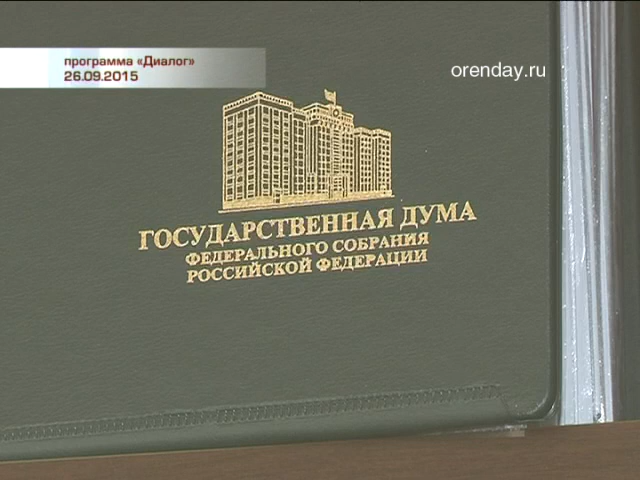 программа «Диалог»
26.09.2015
orenday.ru
ГОСУДАРСТВЕННАЯ ДУМА
ФЕДЕРАЛЬНОГО СОБРАНИЯ
РОССИЙСКОЙ ФЕДЕРАЦИИ